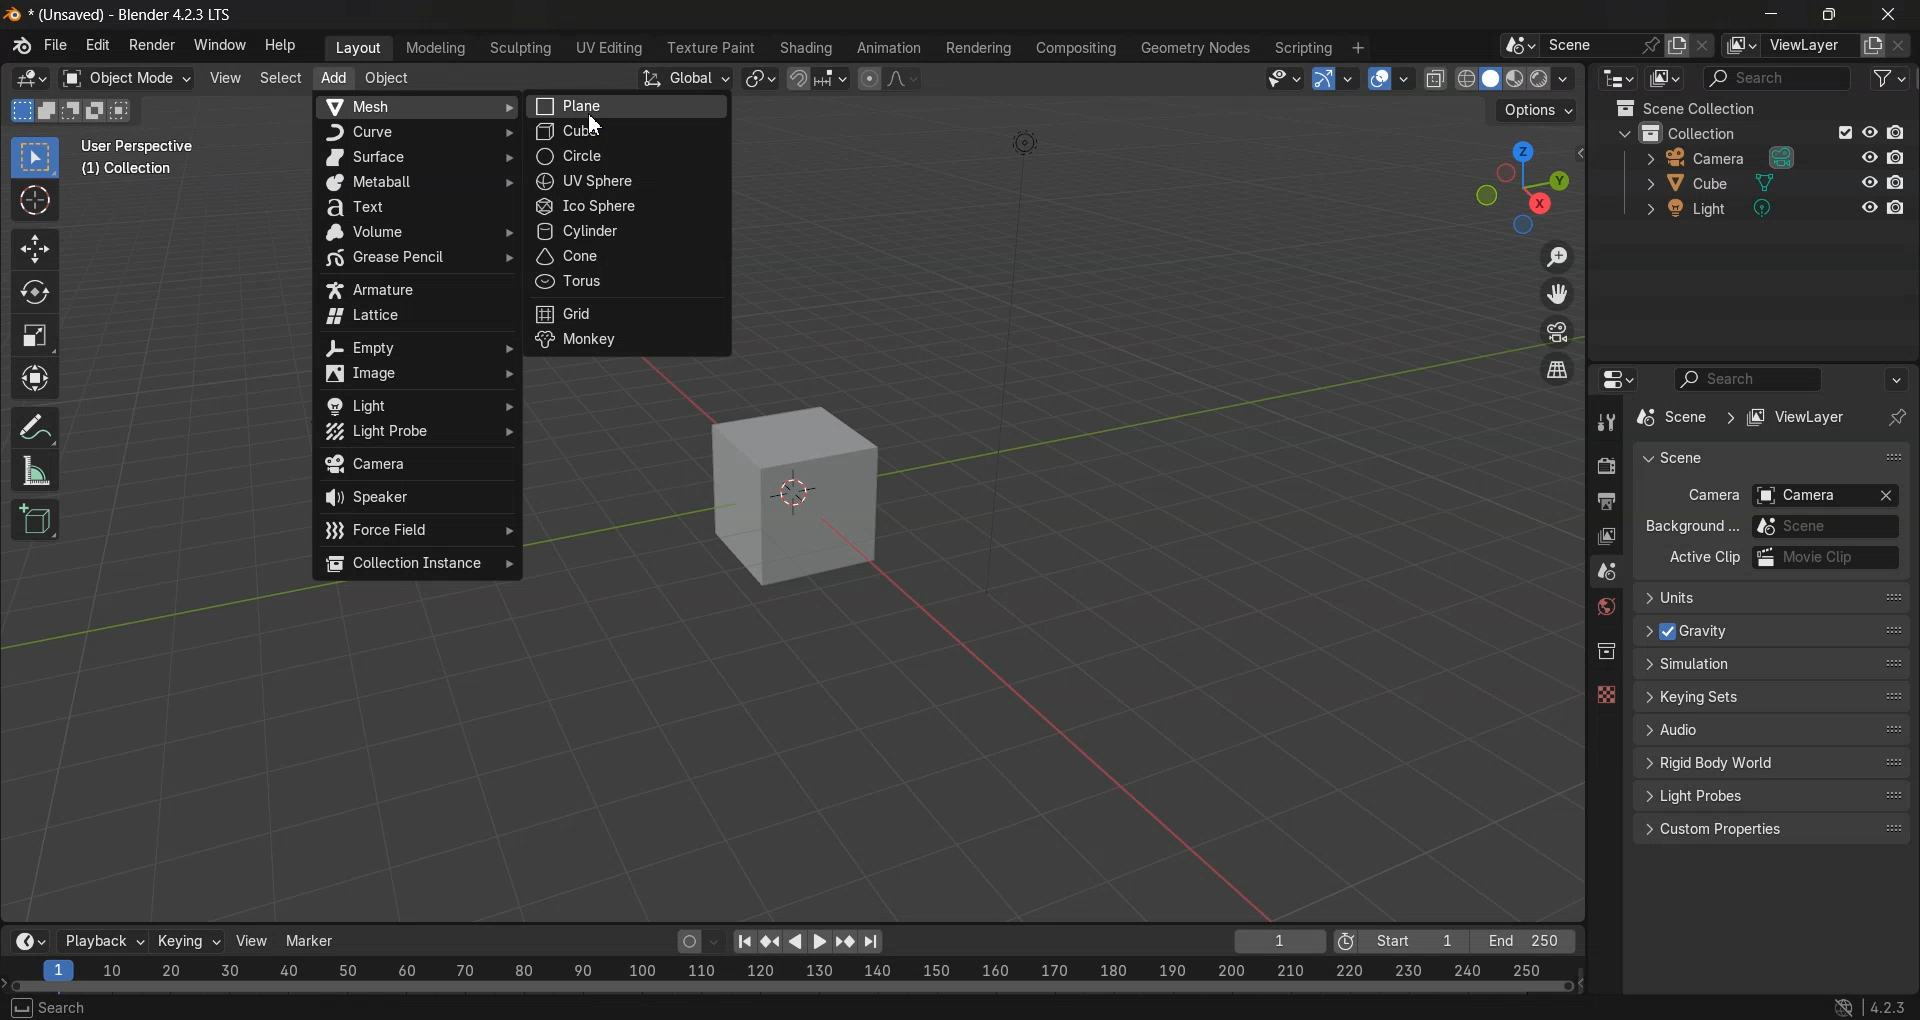 * (Unsaved) - Blender 4.2.3 LTS
File Edit Render Window Help Layout Modeling Sculpting UV Editing Texture Paint Shading Animation Rendering Compositing Geometry Nodes Scripting + Scene ViewLayer
Object Mode View Select Add Object Global Search
Options
User Perspective
(1) Collection
Mesh
Curve
Surface
Metaball
Text
Volume
Grease Pencil
Armature
Lattice
Empty
Image
Light
Light Probe
Camera
Speaker
Force Field
Collection Instance
Plane
Cube
Circle
UV Sphere
Ico Sphere
Cylinder
Cone
Torus
Grid
Monkey
Z
Y
X
Scene Collection
Collection
Camera
Cube
Light
Search
Scene > ViewLayer
Scene
Camera Camera
Background ... Scene
Active Clip Movie Clip
Units
Gravity
Simulation
Keying Sets
Audio
Rigid Body World
Light Probes
Custom Properties
Playback Keying View Marker 1 Start 1 End 250
1 10 20 30 40 50 60 70 80 90 100 110 120 130 140 150 160 170 180 190 200 210 220 230 240 250
Search 4.2.3